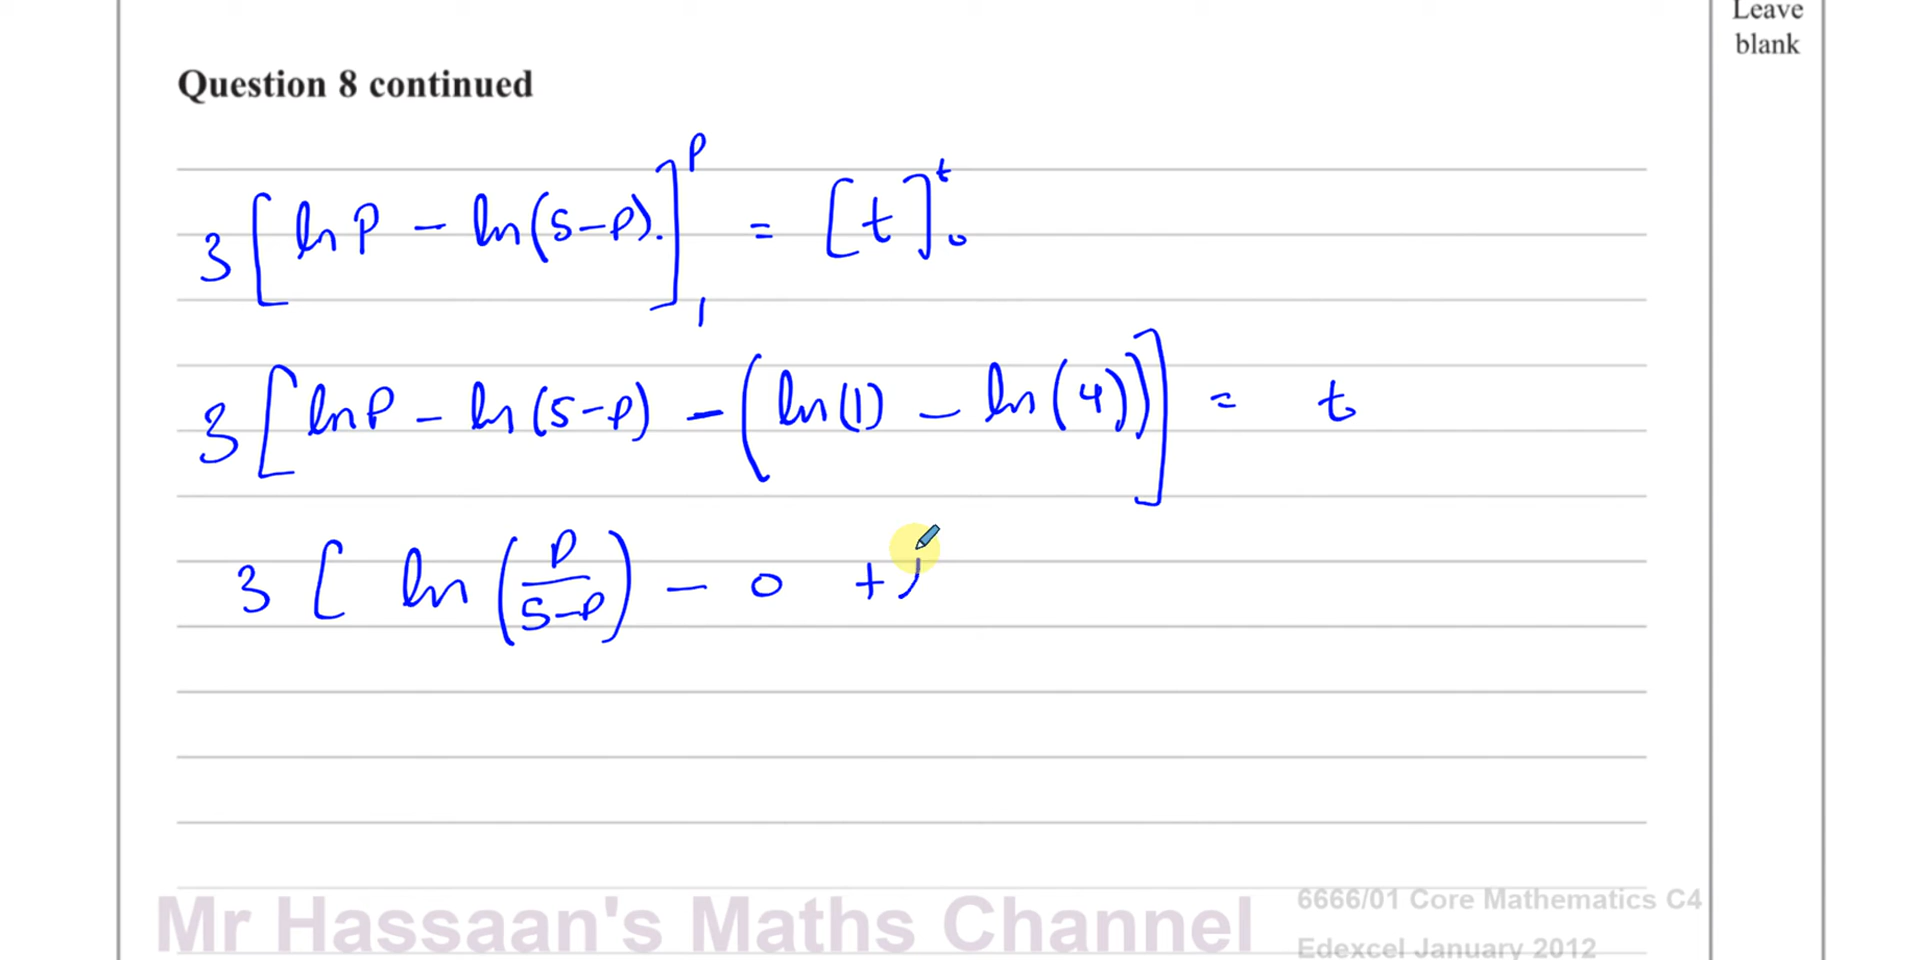 Leave
blank
Question 8 continued
3[ln P - ln(5-P).]₁ᴾ = [t]₀ᵗ
3[ln P - ln(5-P) - (ln(1) - ln(4))] = t
3[ ln(P/(5-P)) - 0 +
Mr Hassaan's Maths Channel
6666/01 Core Mathematics C4
Edexcel January 2012